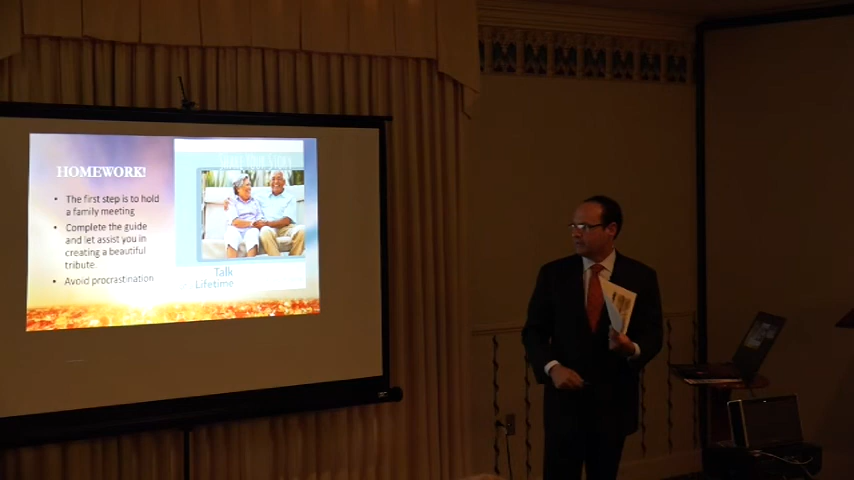 HOMEWORK!
• The first step is to hold
a family meeting
• Complete the guide
and let assist you in
creating a beautiful
tribute
• Avoid procrastination
Story
Talk
Lifetime